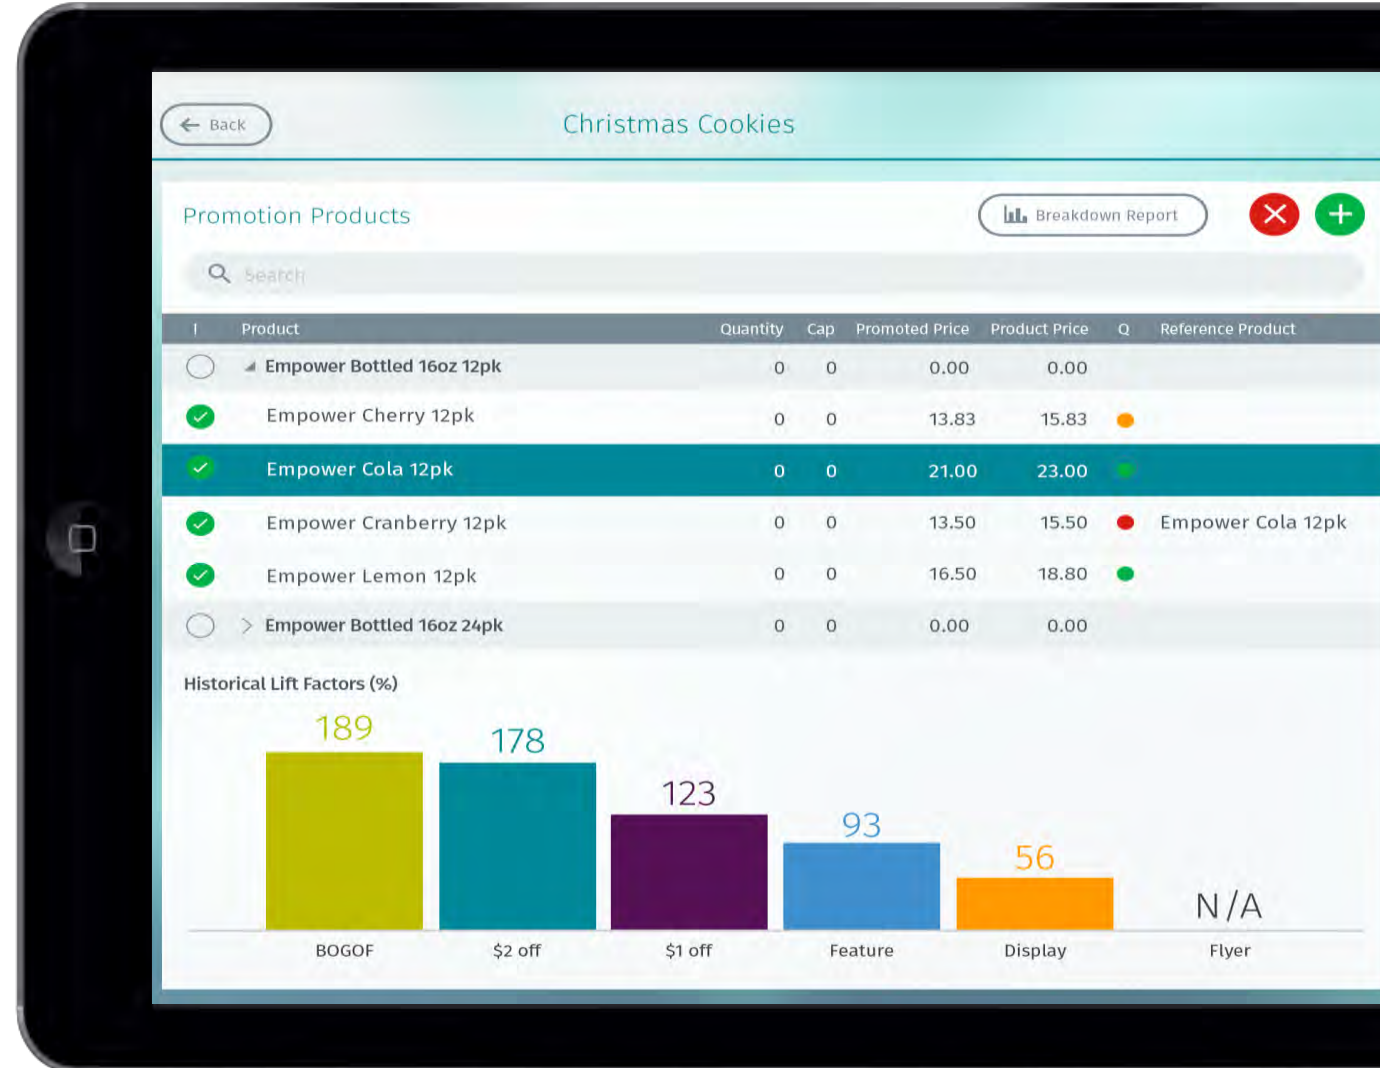 Back
Christmas Cookies
Promotion Products
Breakdown Report
Search
! Product Quantity Cap Promoted Price Product Price Q Reference Product
Empower Bottled 16oz 12pk 0 0 0.00 0.00
Empower Cherry 12pk 0 0 13.83 15.83
Empower Cola 12pk 0 0 21.00 23.00
Empower Cranberry 12pk 0 0 13.50 15.50 Empower Cola 12pk
Empower Lemon 12pk 0 0 16.50 18.80
Empower Bottled 16oz 24pk 0 0 0.00 0.00
Historical Lift Factors (%)
189 178 123 93 56 N/A
BOGOF $2 off $1 off Feature Display Flyer